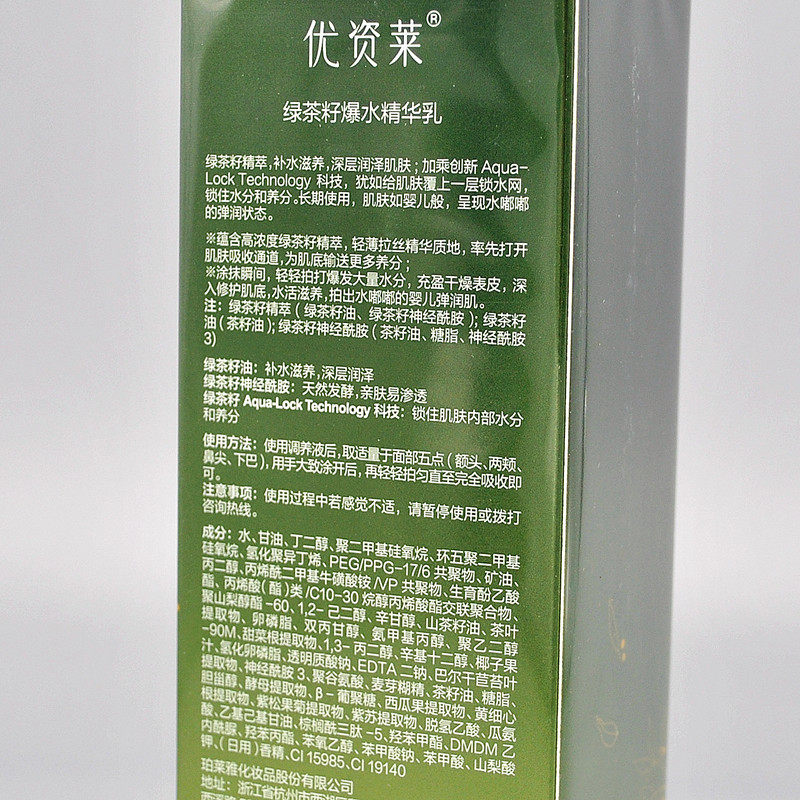 优资莱®
绿茶籽爆水精华乳
绿茶籽精萃,补水滋养,深层润泽肌肤；加乘创新 Aqua-
Lock Technology 科技，犹如给肌肤覆上一层锁水网，
锁住水分和养分。长期使用，肌肤如婴儿般，呈现水嘟嘟
的弹润状态。
※蕴含高浓度绿茶籽精萃，轻薄拉丝精华质地，率先打开
肌肤吸收通道,为肌底输送更多养分；
※涂抹瞬间，轻轻拍打爆发大量水分，充盈干燥表皮，深
入修护肌底,水活滋养，拍出水嘟嘟的婴儿弹润肌。
注：绿茶籽精萃（绿茶籽油、绿茶籽神经酰胺）; 绿茶籽
油（茶籽油）; 绿茶籽神经酰胺（茶籽油、糖脂、神经酰胺
3）
绿茶籽油：补水滋养，深层润泽
绿茶籽神经酰胺：天然发酵，亲肤易渗透
绿茶籽 Aqua-Lock Technology 科技：锁住肌肤内部水分
和养分
使用方法：使用调养液后,取适量于面部五点（额头、两颊、
鼻尖、下巴）,用手大致涂开后，再轻轻拍匀直至完全吸收即
可。
注意事项：使用过程中若感觉不适，请暂停使用或拨打
咨询热线。
成分：水、甘油、丁二醇、聚二甲基硅氧烷、环五聚二甲基
硅氧烷、氢化聚异丁烯、PEG/PPG-17/6 共聚物、矿油、
丙二醇、丙烯酰二甲基牛磺酸铵 /VP 共聚物、生育酚乙酸
酯、丙烯酸（酯）类 /C10-30 烷醇丙烯酸酯交联聚合物、
聚山梨醇酯 -60、1,2- 己二醇、辛甘醇、山茶籽油、茶叶
提取物、卵磷脂、双丙甘醇、氨甲基丙醇、聚乙二醇
-90M、甜菜根提取物、1,3- 丙二醇、辛基十二醇、椰子果
汁、氢化卵磷脂、透明质酸钠、EDTA 二钠、巴尔干苣苔叶
提取物、神经酰胺 3、聚谷氨酸、麦芽糊精、茶籽油、糖脂、
胆甾醇、酵母提取物、β - 葡聚糖、西瓜果提取物、黄细心
根提取物、紫松果菊提取物、紫苏提取物、脱氢乙酸、瓜氨
酸、乙基己基甘油、棕榈酰三肽 -5、羟苯甲酯、DMDM 乙
内酰脲、羟苯丙酯、苯氧乙醇、苯甲酸钠、苯甲酸、山梨酸
钾、（日用）香精、CI 15985、CI 19140
珀莱雅化妆品股份有限公司
地址：浙江省杭州市西湖区